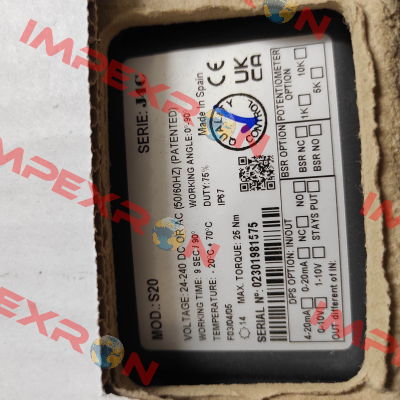 SERIE: J4C
MOD.: S20
VOLTAGE: 24-240 DC OR AC (50/60HZ) (PATENTED)
WORKING TIME: 9 SEC / 90°
WORKING ANGLE: 0°-90°
TEMPERATURE: - 20°C + 70°C
DUTY: 75%
Made in Spain
F03/04/05
IP67
14 MAX. TORQUE: 25 Nm
SERIAL Nº: 02301981575
CE
UK
CA
QUALITY
CONTROL
BSR OPTION
BSR NC
BSR NO
POTENTIOMETER
OPTION
1K
5K
10K
DPS OPTION: IN/OUT
4-20mA
0-20mA
0-10V
1-10V
OUT different of in:
NC
NO
STAYS PUT
IMPEXRON
IMPEXRON
IMPEXRON